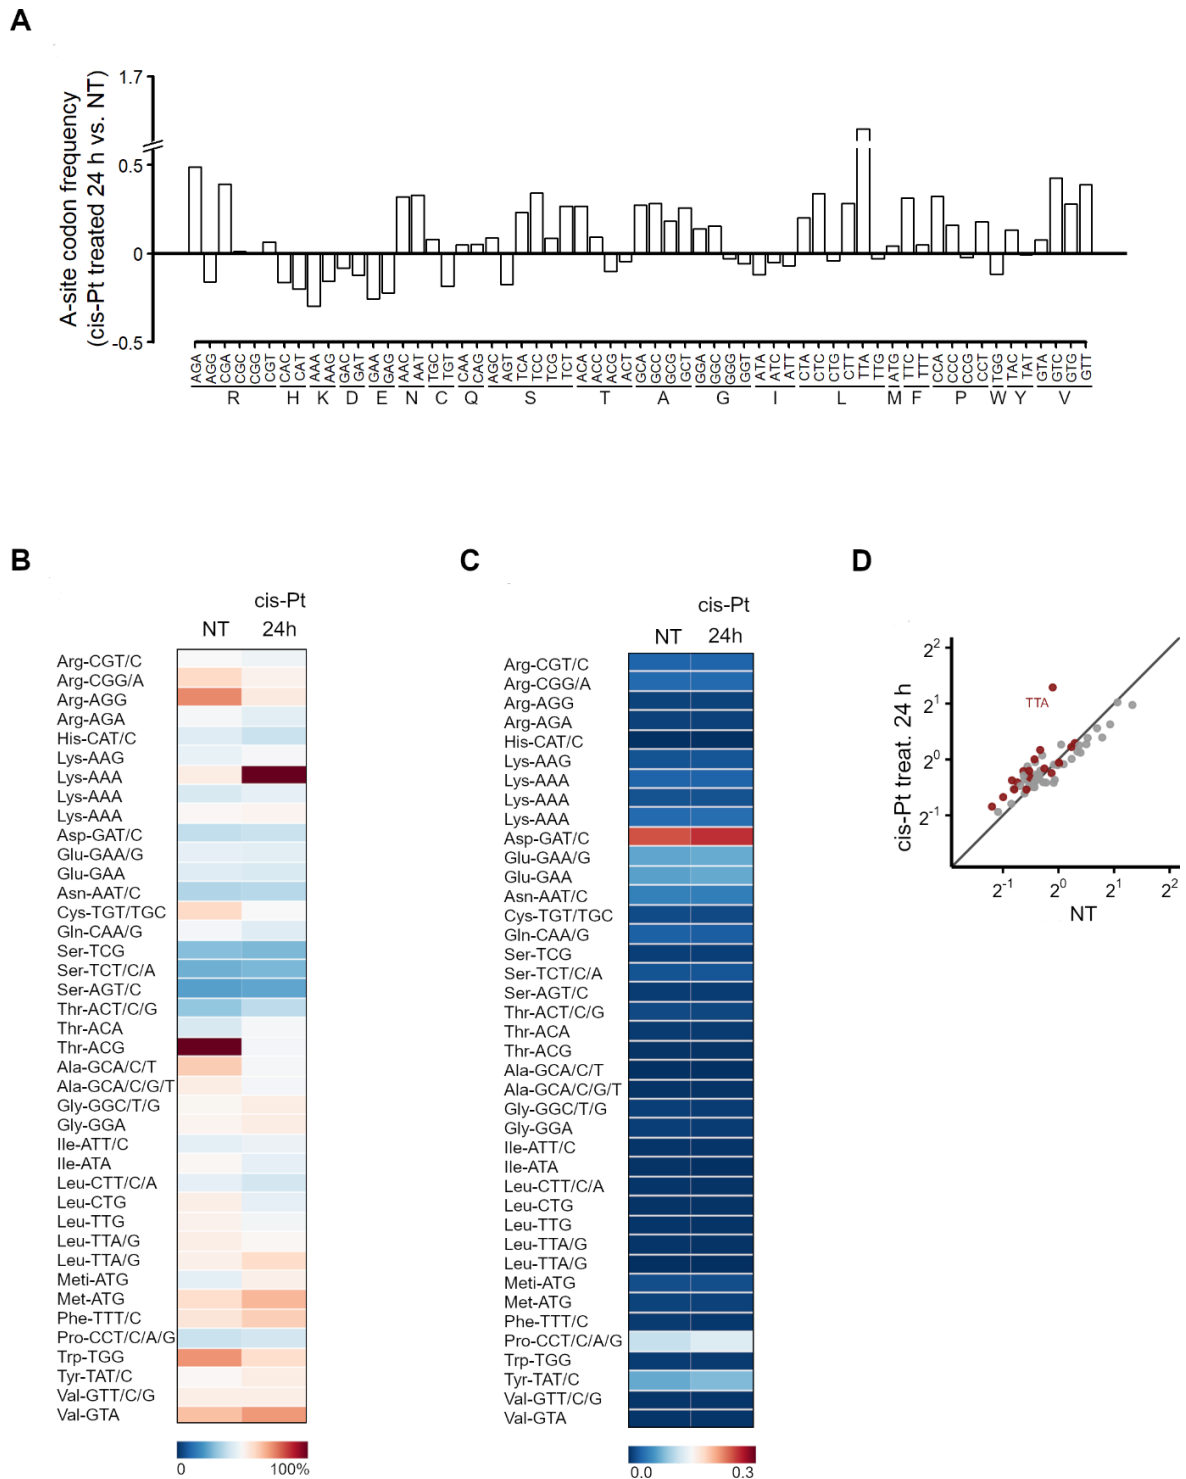 A
A-site codon frequency
(cis-Pt treated 24 h vs. NT)
1.7
0.5
0
-0.5
AGA AGG CGA CGC CGG CGT CAC CAT AAA AAG GAC GAT GAA GAG AAC AAT TGC TGT CAA CAG AGC AGT TCA TCC TCG TCT ACA ACC ACG ACT GCA GCC GCG GCT GGA GGC GGG GGT ATA ATC ATT CTA CTC CTG CTT TTA TTG ATG TTC TTT CCA CCC CCG CCT TGG TAC TAT GTA GTC GTG GTT
R H K D E N C Q S T A G I L M F P W Y V
B
cis-Pt
NT 24h
Arg-CGT/C
Arg-CGG/A
Arg-AGG
Arg-AGA
His-CAT/C
Lys-AAG
Lys-AAA
Lys-AAA
Lys-AAA
Asp-GAT/C
Glu-GAA/G
Glu-GAA
Asn-AAT/C
Cys-TGT/TGC
Gln-CAA/G
Ser-TCG
Ser-TCT/C/A
Ser-AGT/C
Thr-ACT/C/G
Thr-ACA
Thr-ACG
Ala-GCA/C/T
Ala-GCA/C/G/T
Gly-GGC/T/G
Gly-GGA
Ile-ATT/C
Ile-ATA
Leu-CTT/C/A
Leu-CTG
Leu-TTG
Leu-TTA/G
Leu-TTA/G
Meti-ATG
Met-ATG
Phe-TTT/C
Pro-CCT/C/A/G
Trp-TGG
Tyr-TAT/C
Val-GTT/C/G
Val-GTA
0 100%
C
cis-Pt
NT 24h
Arg-CGT/C
Arg-CGG/A
Arg-AGG
Arg-AGA
His-CAT/C
Lys-AAG
Lys-AAA
Lys-AAA
Lys-AAA
Asp-GAT/C
Glu-GAA/G
Glu-GAA
Asn-AAT/C
Cys-TGT/TGC
Gln-CAA/G
Ser-TCG
Ser-TCT/C/A
Ser-AGT/C
Thr-ACT/C/G
Thr-ACA
Thr-ACG
Ala-GCA/C/T
Ala-GCA/C/G/T
Gly-GGC/T/G
Gly-GGA
Ile-ATT/C
Ile-ATA
Leu-CTT/C/A
Leu-CTG
Leu-TTG
Leu-TTA/G
Leu-TTA/G
Meti-ATG
Met-ATG
Phe-TTT/C
Pro-CCT/C/A/G
Trp-TGG
Tyr-TAT/C
Val-GTT/C/G
Val-GTA
0.0 0.3
D
cis-Pt treat. 24 h
2²
2¹
2⁰
2⁻¹
TTA
2⁻¹ 2⁰ 2¹ 2²
NT